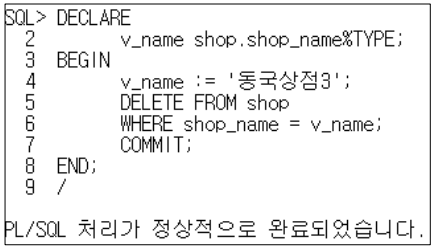 SQL> DECLARE
2 v_name shop.shop_name%TYPE;
3 BEGIN
4 v_name := '동국상점3';
5 DELETE FROM shop
6 WHERE shop_name = v_name;
7 COMMIT;
8 END;
9 /
PL/SQL 처리가 정상적으로 완료되었습니다.